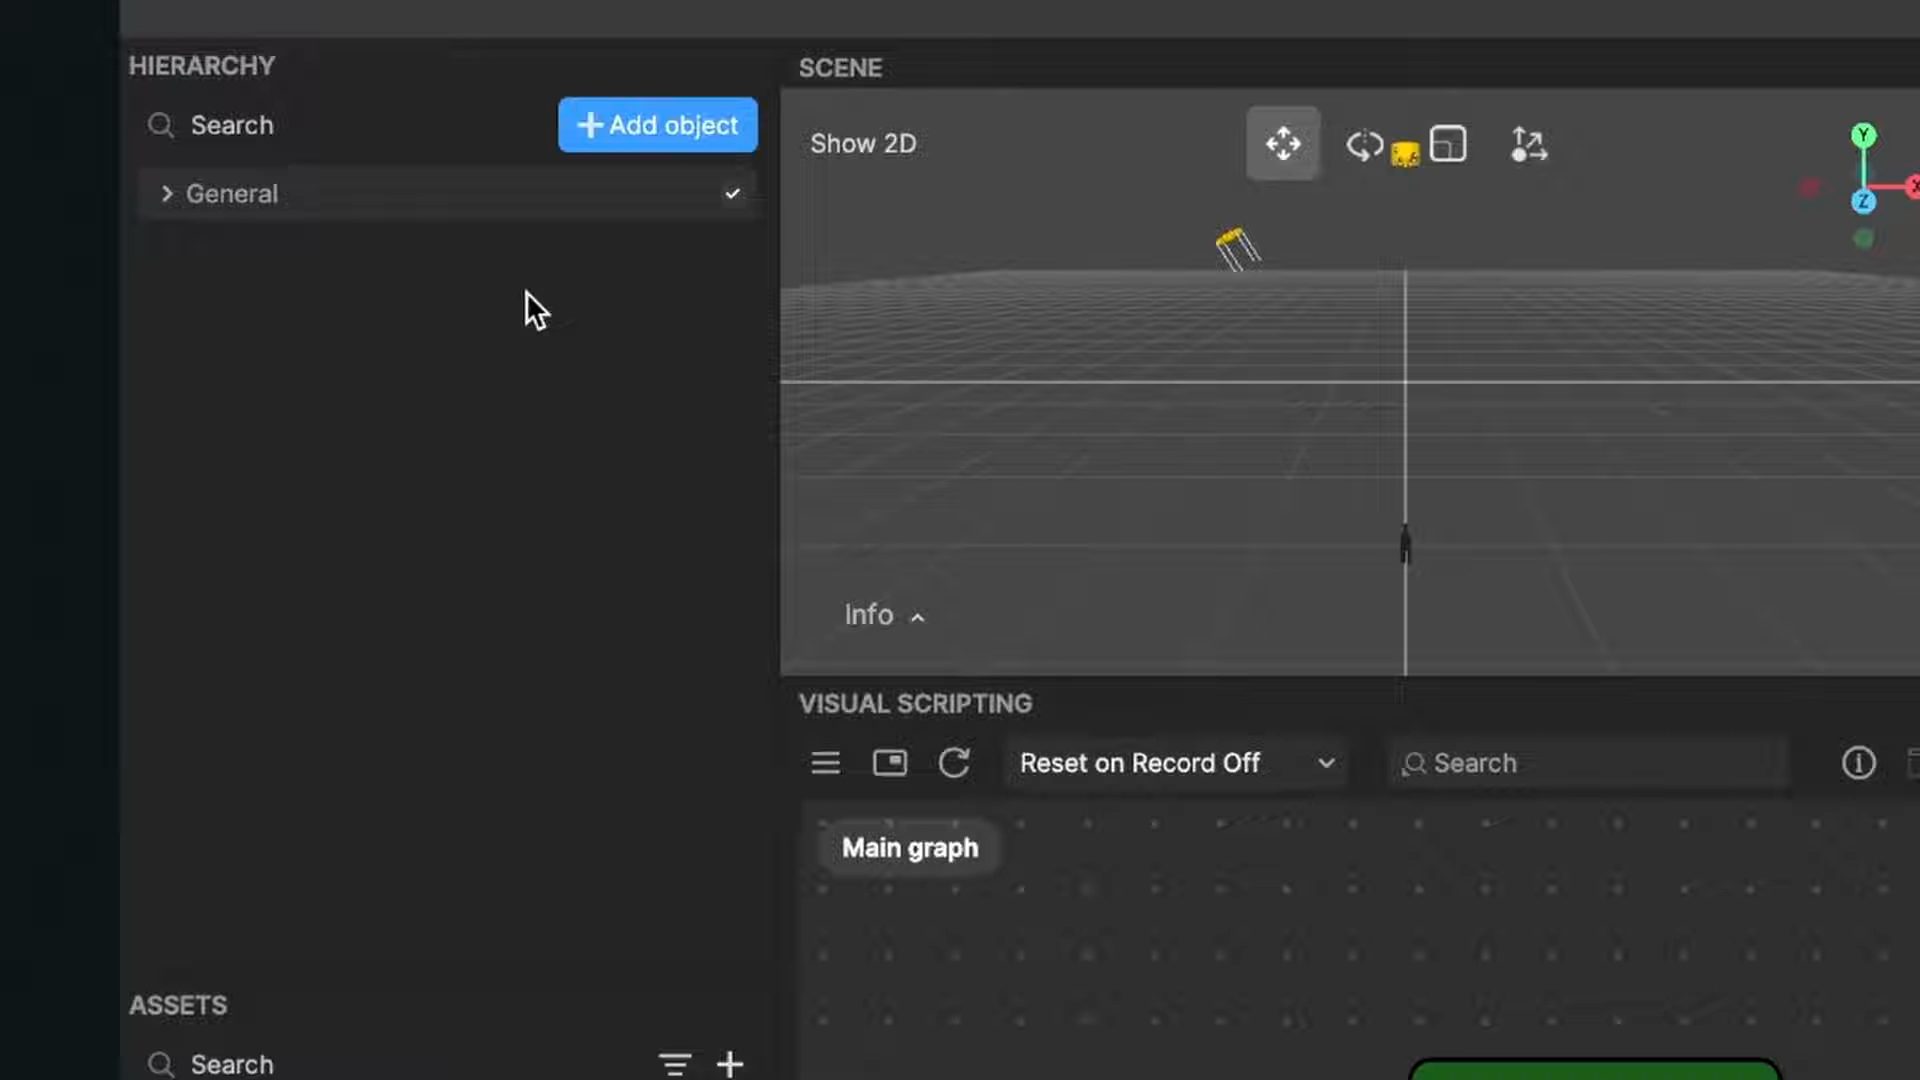 HIERARCHY
Search
Add object
General
SCENE
Show 2D
Y
X
Z
Info
VISUAL SCRIPTING
Reset on Record Off
Search
Main graph
ASSETS
Search